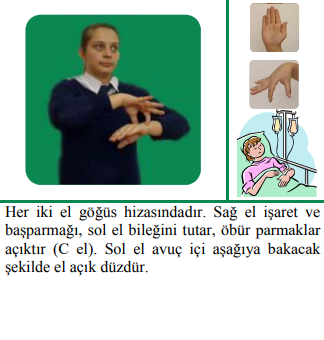 Her iki el göğüs hizasındadır. Sağ el işaret ve
başparmağı, sol el bileğini tutar, öbür parmaklar
açıktır (C el). Sol el avuç içi aşağıya bakacak
şekilde el açık düzdür.